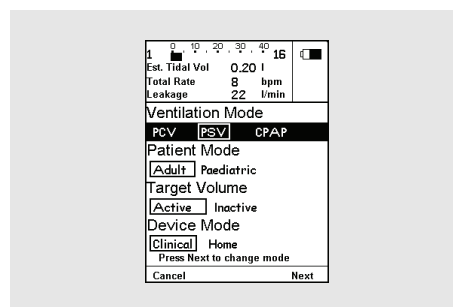 0 10 20 30 40
1 16
Est. Tidal Vol 0.20 l
Total Rate 8 bpm
Leakage 22 l/min
Ventilation Mode
PCV PSV CPAP
Patient Mode
Adult Paediatric
Target Volume
Active Inactive
Device Mode
Clinical Home
Press Next to change mode
Cancel Next